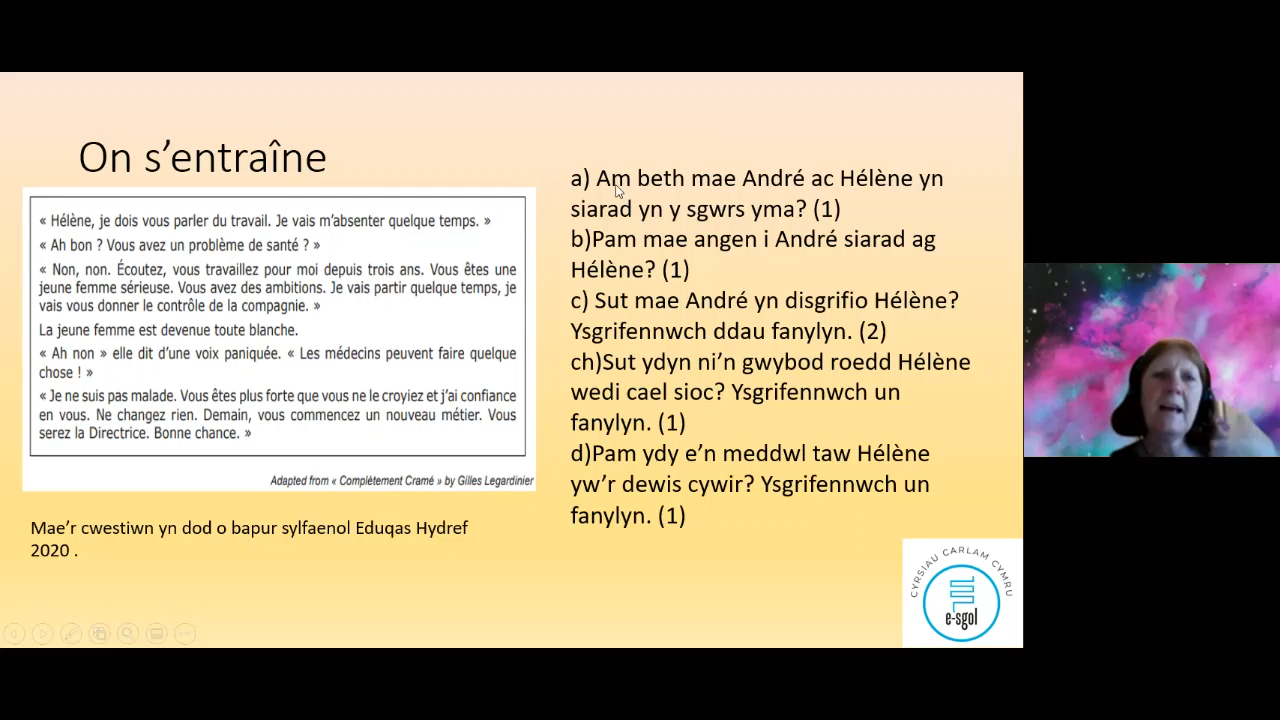 On s’entraîne
« Hélène, je dois vous parler du travail. Je vais m’absenter quelque temps. »
« Ah bon ? Vous avez un problème de santé ? »
« Non, non. Écoutez, vous travaillez pour moi depuis trois ans. Vous êtes une
jeune femme sérieuse. Vous avez des ambitions. Je vais partir quelque temps, je
vais vous donner le contrôle de la compagnie. »
La jeune femme est devenue toute blanche.
« Ah non » elle dit d’une voix paniquée. « Les médecins peuvent faire quelque
chose ! »
« Je ne suis pas malade. Vous êtes plus forte que vous ne le croyiez et j’ai confiance
en vous. Ne changez rien. Demain, vous commencez un nouveau métier. Vous
serez la Directrice. Bonne chance. »
Adapted from « Complètement Cramé » by Gilles Legardinier
Mae’r cwestiwn yn dod o bapur sylfaenol Eduqas Hydref
2020 .
a) Am beth mae André ac Hélène yn
siarad yn y sgwrs yma? (1)
b)Pam mae angen i André siarad ag
Hélène? (1)
c) Sut mae André yn disgrifio Hélène?
Ysgrifennwch ddau fanylyn. (2)
ch)Sut ydyn ni’n gwybod roedd Hélène
wedi cael sioc? Ysgrifennwch un
fanylyn. (1)
d)Pam ydy e’n meddwl taw Hélène
yw’r dewis cywir? Ysgrifennwch un
fanylyn. (1)
CYRSIAU CARLAM CYMRU
e-sgol